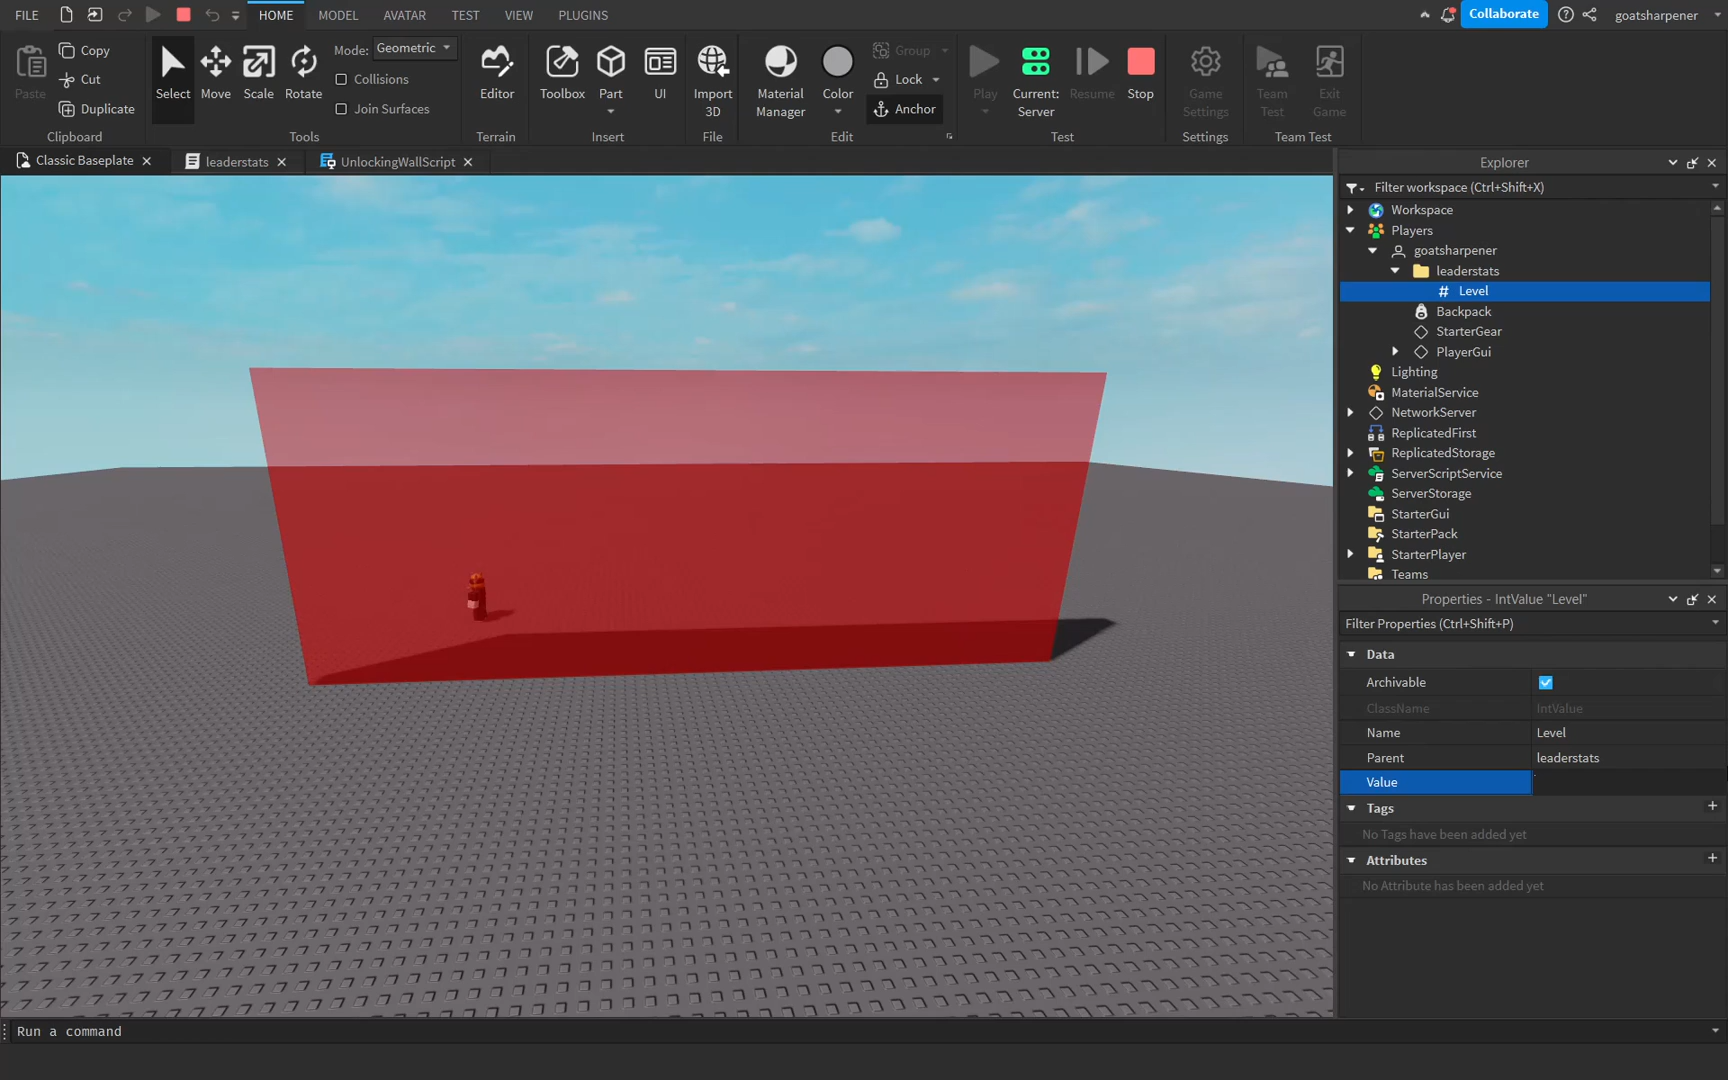 FILE HOME MODEL AVATAR TEST VIEW PLUGINS Collaborate goatsharpener
Paste
Copy
Cut
Duplicate
Clipboard
Select Move Scale Rotate
Mode: Geometric
Collisions
Join Surfaces
Tools
Editor
Terrain
Toolbox Part UI
Insert
Import
3D
File
Material
Manager
Color
Group
Lock
Anchor
Edit
Play
Current:
Server
Resume Stop
Test
Game
Settings
Settings
Team
Test
Exit
Game
Team Test
Classic Baseplate leaderstats UnlockingWallScript
Explorer
Filter workspace (Ctrl+Shift+X)
Workspace
Players
goatsharpener
leaderstats
# Level
Backpack
StarterGear
PlayerGui
Lighting
MaterialService
NetworkServer
ReplicatedFirst
ReplicatedStorage
ServerScriptService
ServerStorage
StarterGui
StarterPack
StarterPlayer
Teams
Properties - IntValue "Level"
Filter Properties (Ctrl+Shift+P)
Data
Archivable
ClassName IntValue
Name Level
Parent leaderstats
Value
Tags
No Tags have been added yet
Attributes
No Attribute has been added yet
Run a command